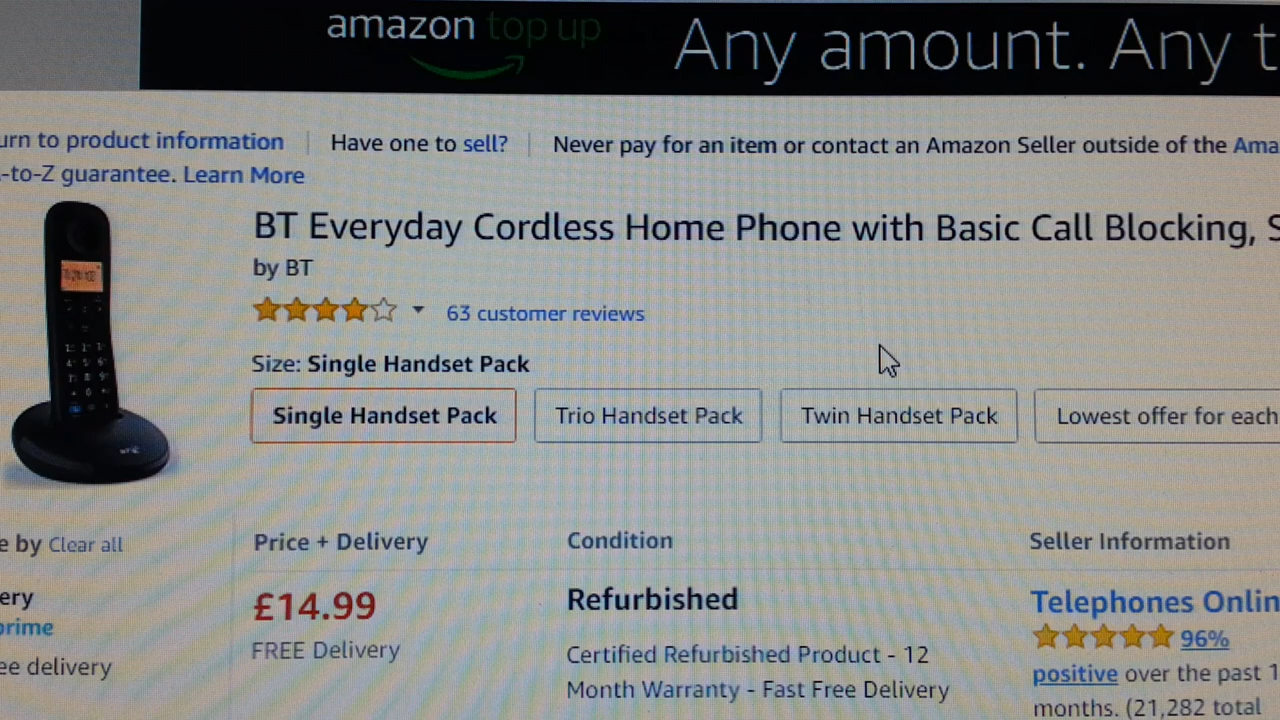 amazon top up
Any amount. Any t
urn to product information | Have one to sell? | Never pay for an item or contact an Amazon Seller outside of the Ama
-to-Z guarantee. Learn More
BT Everyday Cordless Home Phone with Basic Call Blocking, S
by BT
63 customer reviews
Size: Single Handset Pack
Single Handset Pack
Trio Handset Pack
Twin Handset Pack
Lowest offer for each
e by Clear all
Price + Delivery
Condition
Seller Information
ery
prime
ee delivery
£14.99
FREE Delivery
Refurbished
Certified Refurbished Product - 12
Month Warranty - Fast Free Delivery
Telephones Onlin
96%
positive over the past 1
months. (21,282 total